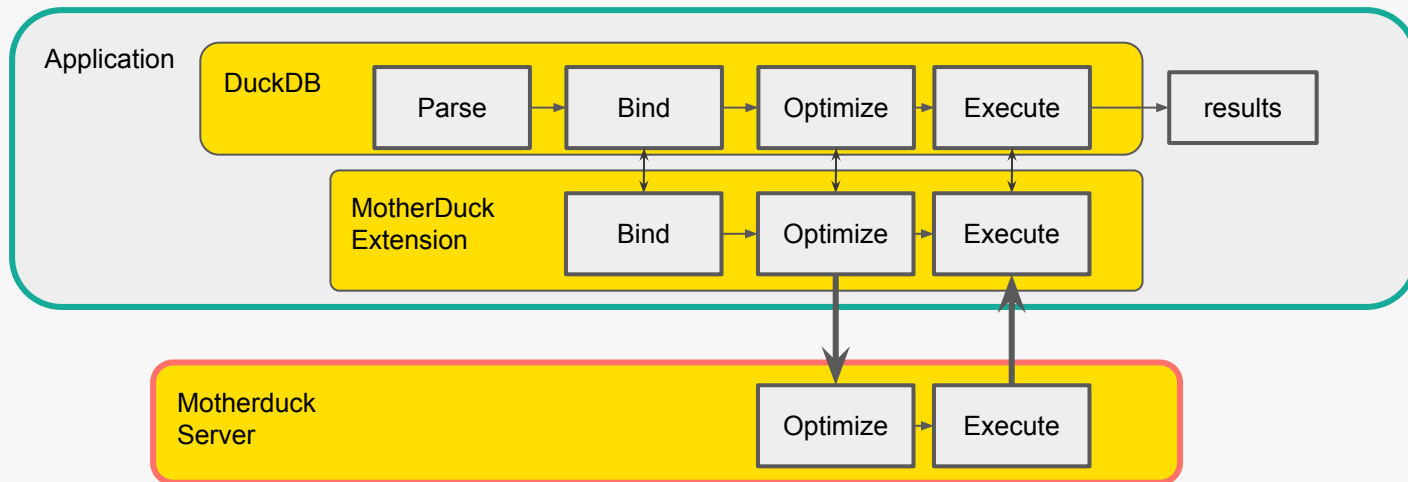 Application
DuckDB
Parse
Bind
Optimize
Execute
results
MotherDuck
Extension
Bind
Optimize
Execute
Motherduck
Server
Optimize
Execute